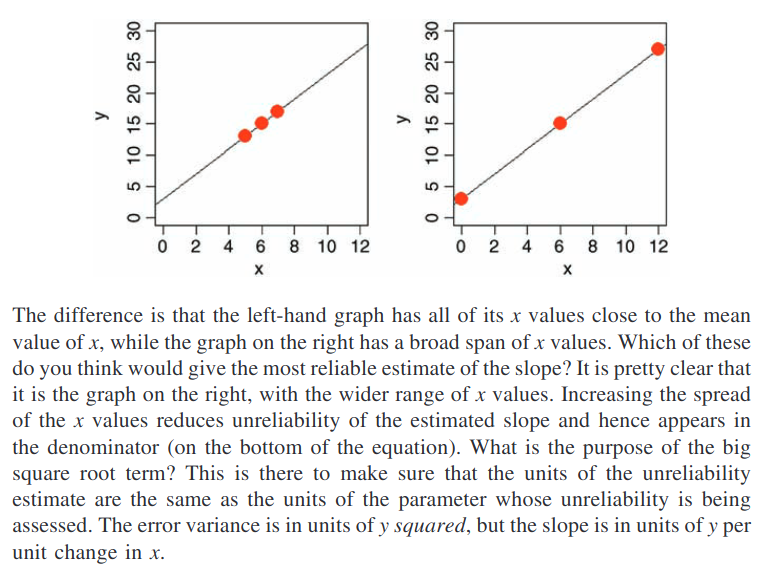 30
25
20
15
10
5
0
y
0 2 4 6 8 10 12
x
30
25
20
15
10
5
0
y
0 2 4 6 8 10 12
x
The difference is that the left-hand graph has all of its x values close to the mean
value of x, while the graph on the right has a broad span of x values. Which of these
do you think would give the most reliable estimate of the slope? It is pretty clear that
it is the graph on the right, with the wider range of x values. Increasing the spread
of the x values reduces unreliability of the estimated slope and hence appears in
the denominator (on the bottom of the equation). What is the purpose of the big
square root term? This is there to make sure that the units of the unreliability
estimate are the same as the units of the parameter whose unreliability is being
assessed. The error variance is in units of y squared, but the slope is in units of y per
unit change in x.